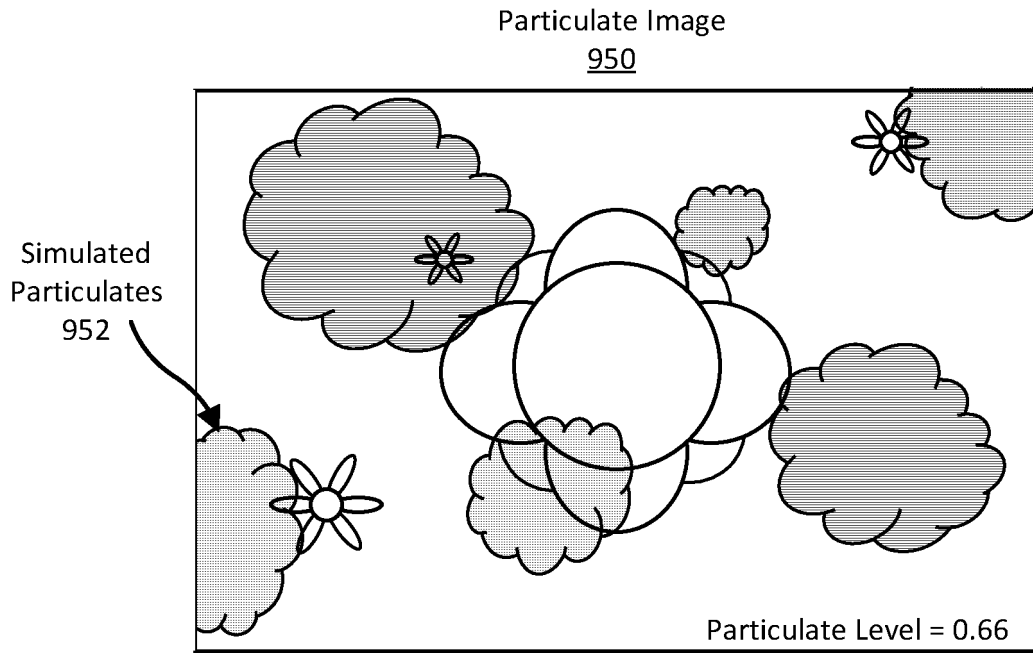 Particulate Image
950
Simulated
Particulates
952
Particulate Level = 0.66